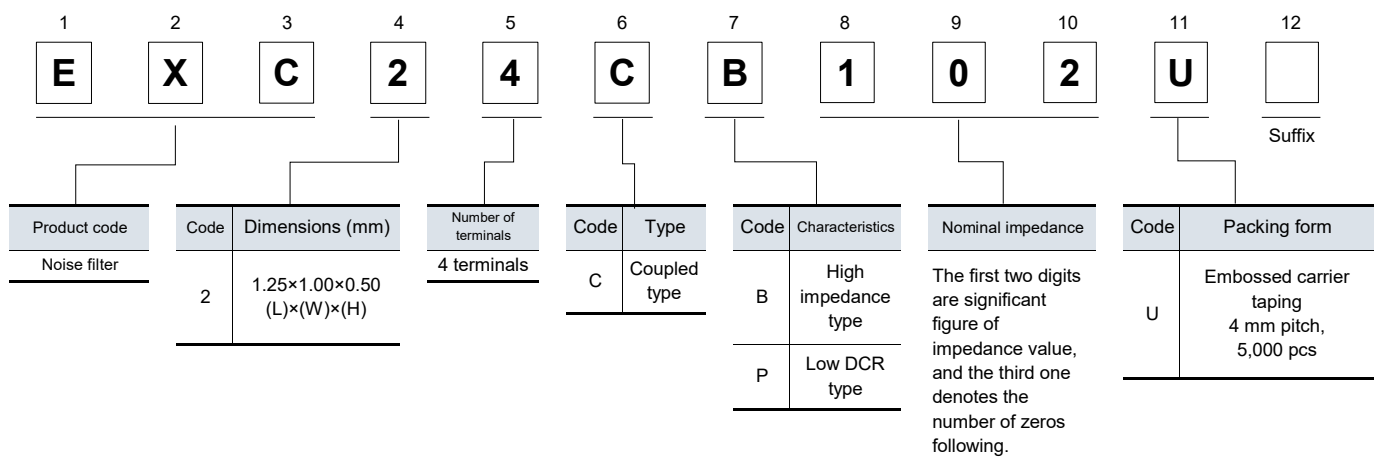 1 2 3 4 5 6 7 8 9 10 11 12
E X C 2 4 C B 1 0 2 U
Suffix
Product code
Noise filter
Code Dimensions (mm)
2 1.25×1.00×0.50
(L)×(W)×(H)
Number of
terminals
4 terminals
Code Type
C Coupled
type
Code Characteristics
B High
impedance
type
P Low DCR
type
Nominal impedance
The first two digits
are significant
figure of
impedance value,
and the third one
denotes the
number of zeros
following.
Code Packing form
U Embossed carrier
taping
4 mm pitch,
5,000 pcs